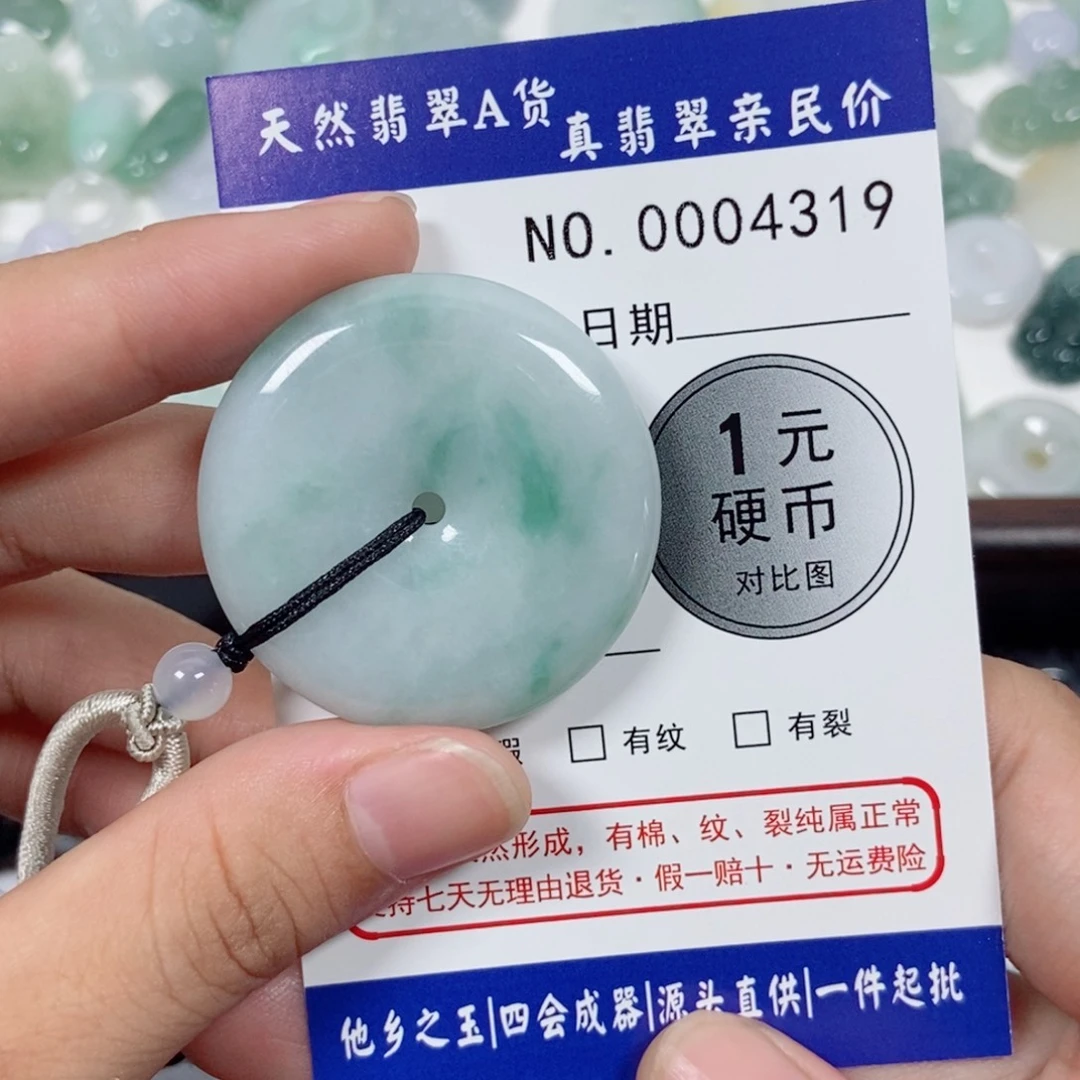 天然翡翠A货 真翡翠亲民价
NO. 0004319
日期
1元
硬币
对比图
有纹 有裂
然形成，有棉、纹、裂纯属正常
持七天无理由退货·假一赔十·无运费险
他乡之玉|四会成器|源头直供|一件起批